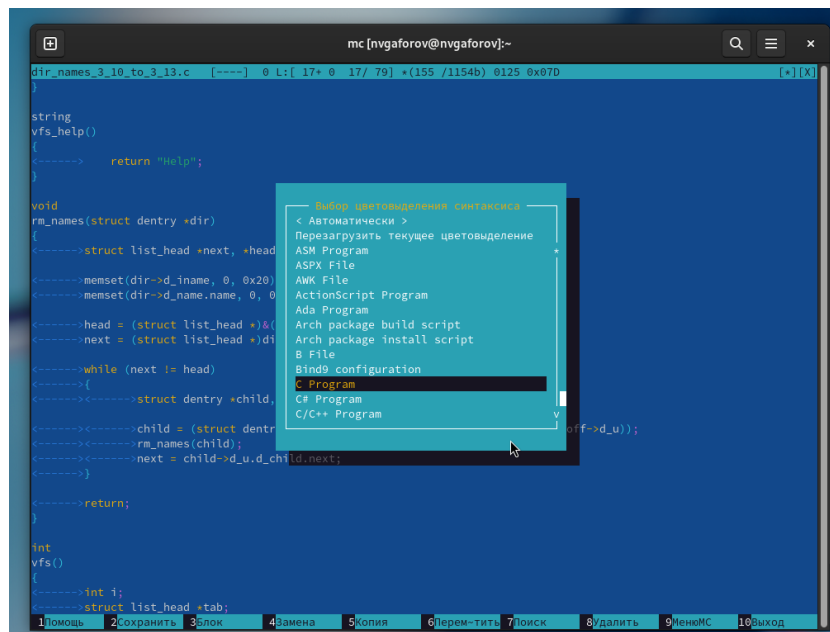 mc [nvgaforov@nvgaforov]:~
dir_names_3_10_to_3_13.c [----] 0 L:[ 17+ 0 17/ 79] *(155 /1154b) 0125 0x07D [*][X]
}
string
vfs_help()
{
<------> return "Help";
}
void
rm_names(struct dentry *dir)
{
<------>struct list_head *next, *head
<------>memset(dir->d_iname, 0, 0x20)
<------>memset(dir->d_name.name, 0, 0
<------>head = (struct list_head *)&(
<------>next = (struct list_head *)di
<------>while (next != head)
<------>{
<------><------>struct dentry *child,
<------><------>child = (struct dentr off->d_u));
<------><------>rm_names(child);
<------><------>next = child->d_u.d_child.next;
<------>}
<------>return;
}
int
vfs()
{
<------>int i;
<------>struct list_head *tab;
Выбор цветовыделения синтаксиса
< Автоматически >
Перезагрузить текущее цветовыделение
ASM Program
ASPX File
AWK File
ActionScript Program
Ada Program
Arch package build script
Arch package install script
B File
Bind9 configuration
C Program
C# Program
C/C++ Program
1Помощь 2Сохранить 3Блок 4Замена 5Копия 6Перем~тить 7Поиск 8Удалить 9МенюMC 10Выход